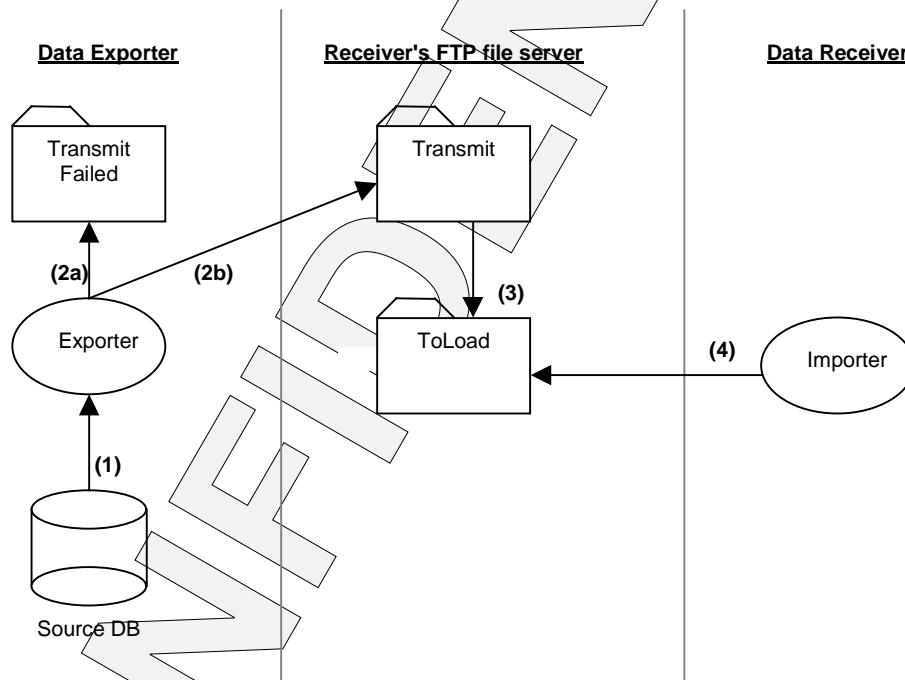 Data Exporter
Receiver's FTP file server
Data Receiver
Transmit
Failed
Transmit
(2a)
(2b)
(3)
Exporter
ToLoad
(4)
Importer
(1)
Source DB